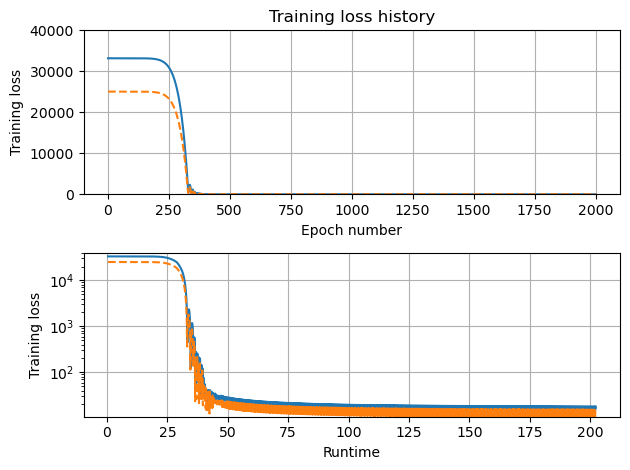 Training loss history
Training loss
40000
30000
20000
10000
0
0 250 500 750 1000 1250 1500 1750 2000
Epoch number
Training loss
10^4
10^3
10^2
0 25 50 75 100 125 150 175 200
Runtime